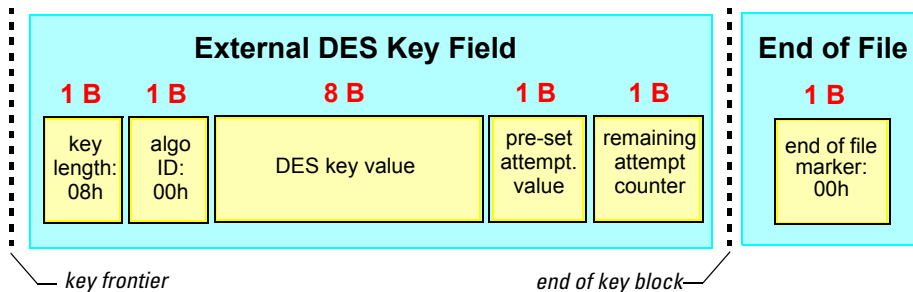 External DES Key Field
End of File
1 B
1 B
8 B
1 B
1 B
1 B
key
length:
08h
algo
ID:
00h
DES key value
pre-set
attempt.
value
remaining
attempt
counter
end of file
marker:
00h
key frontier
end of key block